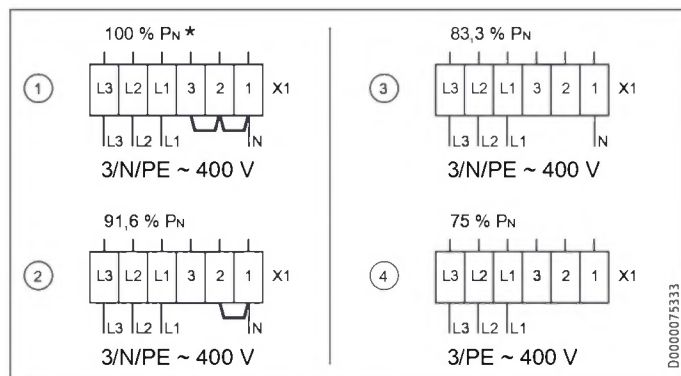 100 % PN *
1
L3 L2 L1 3 2 1 X1
L3 L2 L1 N
3/N/PE ~ 400 V
91,6 % PN
2
L3 L2 L1 3 2 1 X1
L3 L2 L1 N
3/N/PE ~ 400 V
83,3 % PN
3
L3 L2 L1 3 2 1 X1
L3 L2 L1 N
3/N/PE ~ 400 V
75 % PN
4
L3 L2 L1 3 2 1 X1
L3 L2 L1
3/PE ~ 400 V
D0000075333